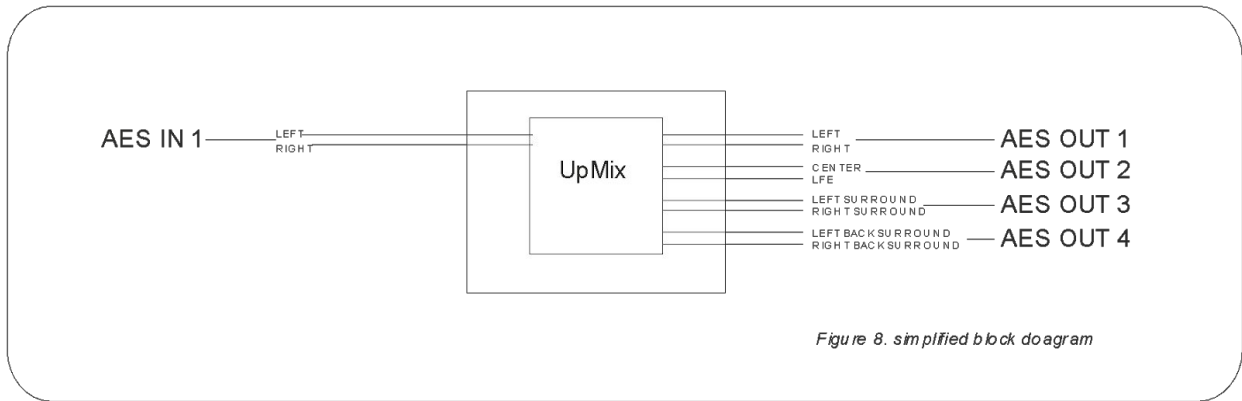 AES IN 1
LEFT
RIGHT
UpMix
LEFT
RIGHT
AES OUT 1
CENTER
LFE
AES OUT 2
LEFT SURROUND
RIGHT SURROUND
AES OUT 3
LEFT BACK SURROUND
RIGHT BACK SURROUND
AES OUT 4
Figure 8. simplified block doagram